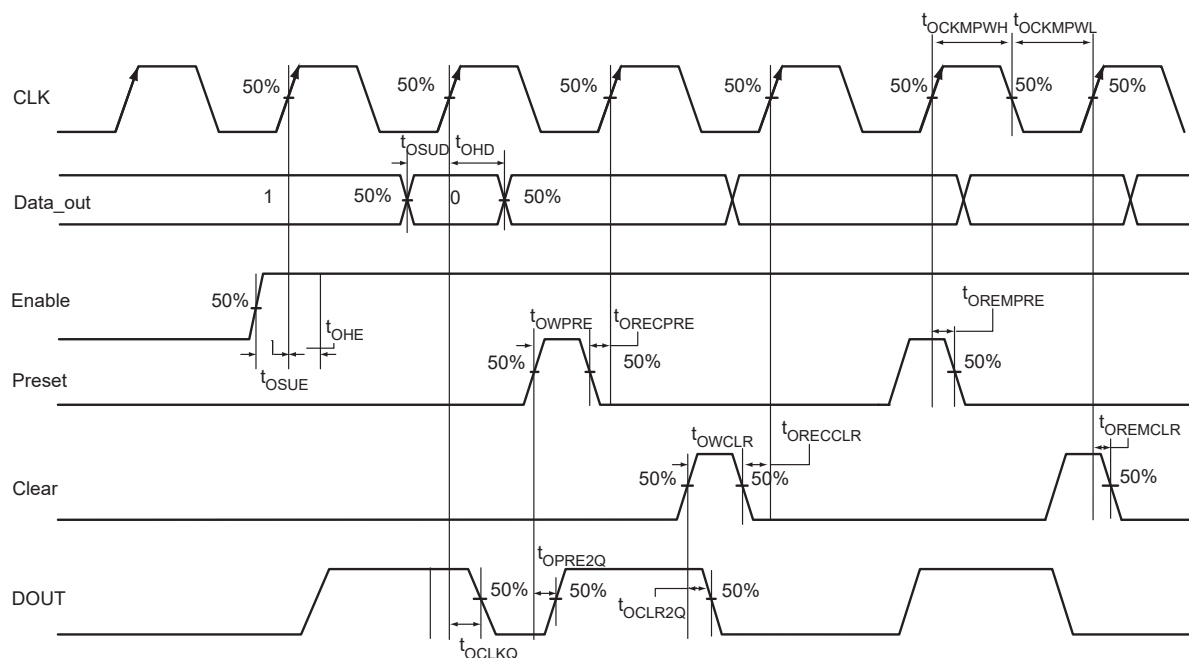 tOCKMPWH tOCKMPWL
CLK 50% 50% 50% 50% 50% 50% 50%
tOSUD tOHD
Data_out 1 50% 0 50%
Enable 50%
tOHE
tOSUE
tOWPRE tORECPRE tOREMPRE
Preset 50% 50% 50%
tOWCLR tORECCLR tOREMCLR
Clear 50% 50% 50%
tOPRE2Q
DOUT 50% 50% 50%
tOCLR2Q
tOCLKQ